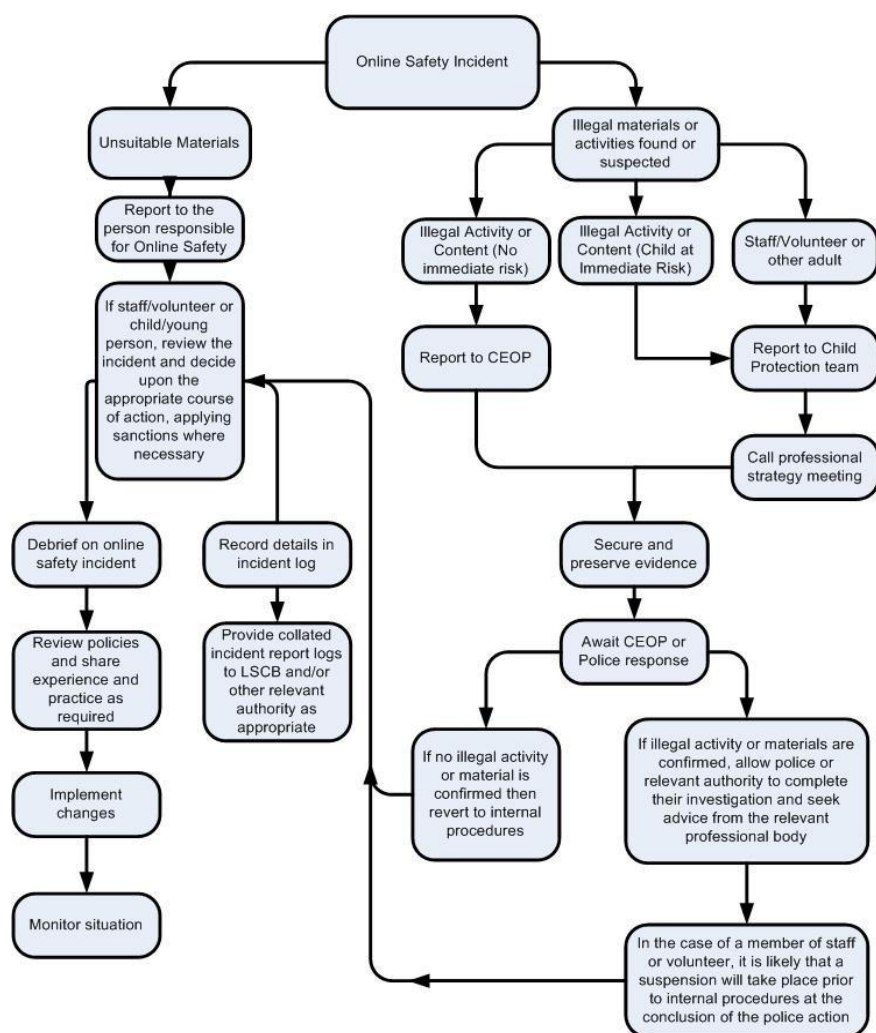 Online Safety Incident
Unsuitable Materials
Report to the
person responsible
for Online Safety
If staff/volunteer or
child/young
person, review the
incident and decide
upon the
appropriate course
of action, applying
sanctions where
necessary
Debrief on online
safety incident
Review policies
and share
experience and
practice as
required
Implement
changes
Monitor situation
Record details in
incident log
Provide collated
incident report logs
to LSCB and/or
other relevant
authority as
appropriate
Illegal materials or
activities found or
suspected
Illegal Activity or
Content (No
immediate risk)
Illegal Activity or
Content (Child at
Immediate Risk)
Staff/Volunteer or
other adult
Report to CEOP
Report to Child
Protection team
Call professional
strategy meeting
Secure and
preserve evidence
Await CEOP or
Police response
If no illegal activity
or material is
confirmed then
revert to internal
procedures
If illegal activity or materials are
confirmed, allow police or
relevant authority to complete
their investigation and seek
advice from the relevant
professional body
In the case of a member of staff
or volunteer, it is likely that a
suspension will take place prior
to internal procedures at the
conclusion of the police action